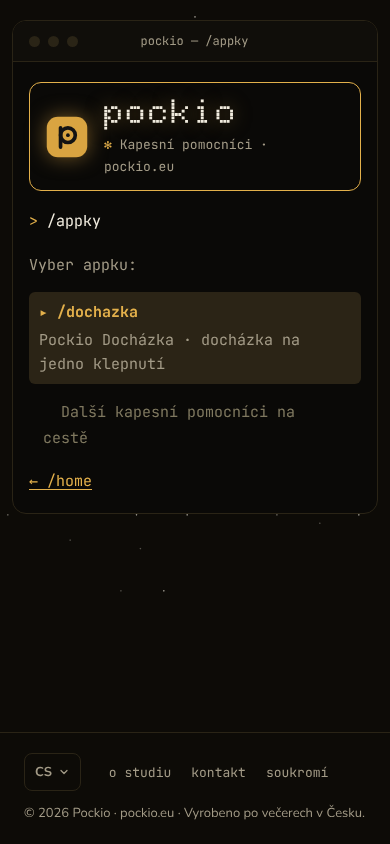 pockio — /appky
pockio
✻ Kapesní pomocníci ·
pockio.eu
> /appky
Vyber appku:
▸ /dochazka
Pockio Docházka · docházka na
jedno klepnutí
Další kapesní pomocníci na
cestě
← /home
CS
o studiu kontakt soukromí
© 2026 Pockio · pockio.eu · Vyrobeno po večerech v Česku.